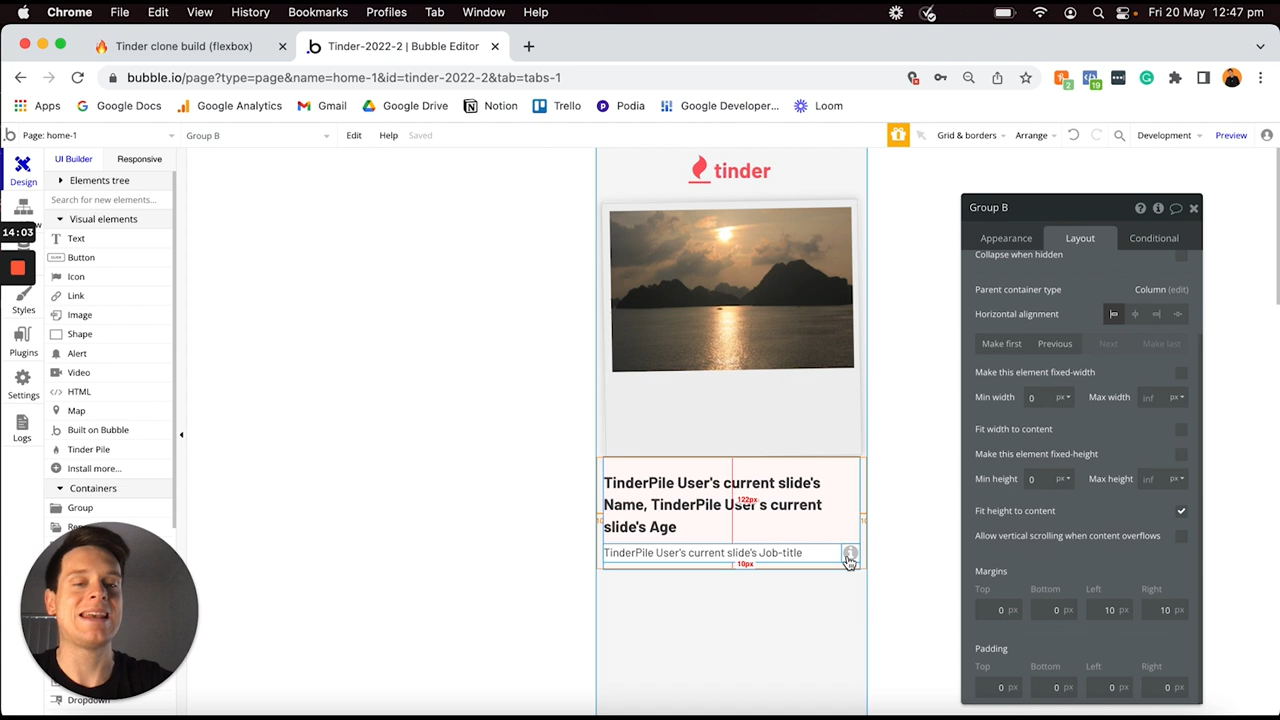 Chrome File Edit View History Bookmarks Profiles Tab Window Help Fri 20 May 12:47 pm
Tinder clone build (flexbox) Tinder-2022-2 | Bubble Editor
bubble.io/page?type=page&name=home-1&id=tinder-2022-2&tab=tabs-1 2 19
Apps Google Docs Google Analytics Gmail Google Drive Notion Trello Podia Google Developer... Loom
Page: home-1 Group B Edit Help Saved Grid & borders Arrange Development Preview
Design
14:03
Styles
Plugins
Settings
Logs
UI Builder Responsive
Elements tree
Search for new elements...
Visual elements
Text
Button
Icon
Link
Image
Shape
Alert
Video
HTML
Map
Built on Bubble
Tinder Pile
Install more...
Containers
Group
Dropdown
tinder
TinderPile User's current slide's
Name, TinderPile User's current
slide's Age
122px
TinderPile User's current slide's Job-title
10px
Group B
Appearance Layout Conditional
Collapse when hidden
Parent container type Column (edit)
Horizontal alignment
Make first Previous Next Make last
Make this element fixed-width
Min width 0 px Max width inf px
Fit width to content
Make this element fixed-height
Min height 0 px Max height inf px
Fit height to content
Allow vertical scrolling when content overflows
Margins
Top Bottom Left Right
0 px 0 px 10 px 10 px
Padding
Top Bottom Left Right
0 px 0 px 0 px 0 px